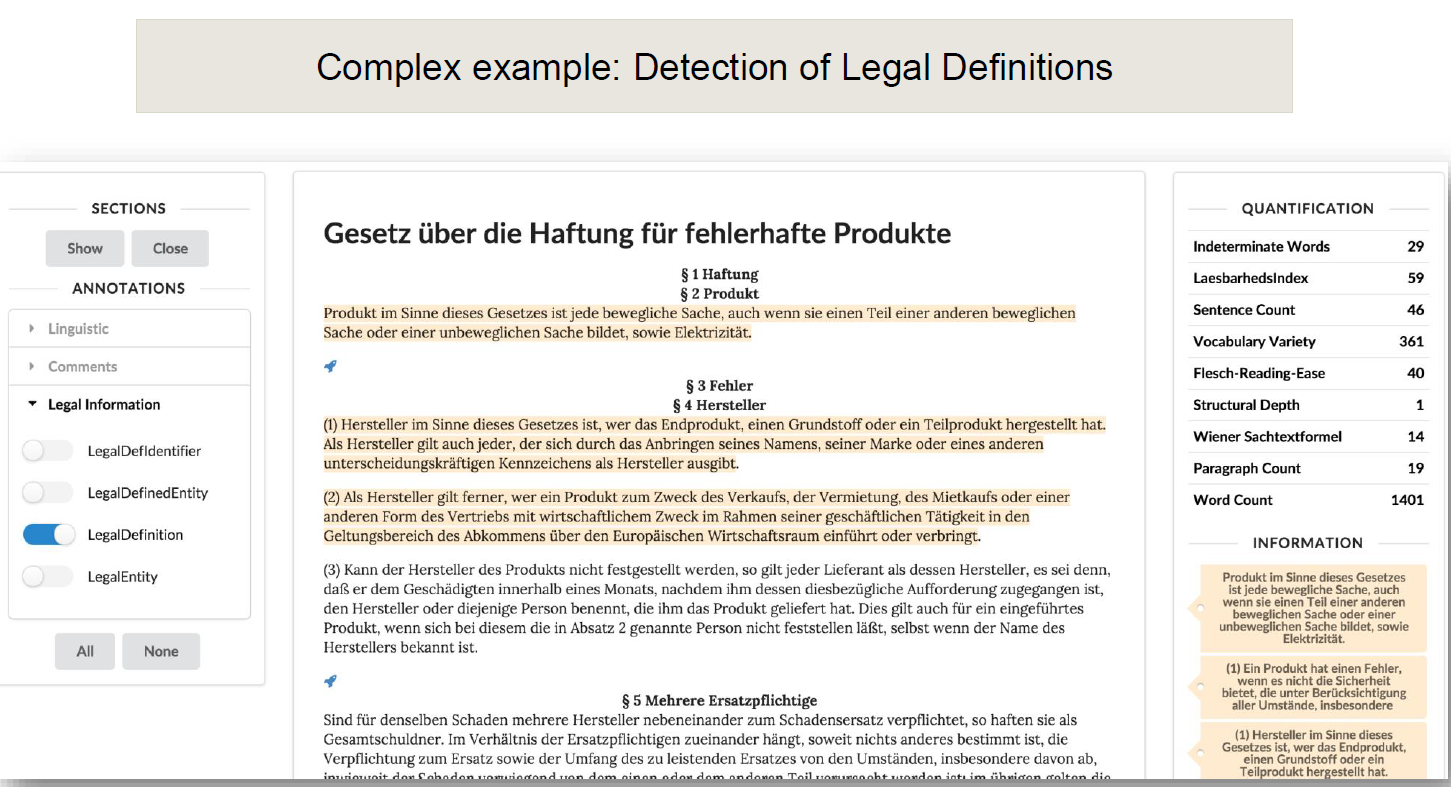 Complex example: Detection of Legal Definitions
SECTIONS
Show Close
ANNOTATIONS
Linguistic
Comments
Legal Information
LegalDefIdentifier
LegalDefinedEntity
LegalDefinition
LegalEntity
All None
Gesetz über die Haftung für fehlerhafte Produkte
§ 1 Haftung
§ 2 Produkt
Produkt im Sinne dieses Gesetzes ist jede bewegliche Sache, auch wenn sie einen Teil einer anderen beweglichen
Sache oder einer unbeweglichen Sache bildet, sowie Elektrizität.
§ 3 Fehler
§ 4 Hersteller
(1) Hersteller im Sinne dieses Gesetzes ist, wer das Endprodukt, einen Grundstoff oder ein Teilprodukt hergestellt hat.
Als Hersteller gilt auch jeder, der sich durch das Anbringen seines Namens, seiner Marke oder eines anderen
unterscheidungskräftigen Kennzeichens als Hersteller ausgibt.
(2) Als Hersteller gilt ferner, wer ein Produkt zum Zweck des Verkaufs, der Vermietung, des Mietkaufs oder einer
anderen Form des Vertriebs mit wirtschaftlichem Zweck im Rahmen seiner geschäftlichen Tätigkeit in den
Geltungsbereich des Abkommens über den Europäischen Wirtschaftsraum einführt oder verbringt.
(3) Kann der Hersteller des Produkts nicht festgestellt werden, so gilt jeder Lieferant als dessen Hersteller, es sei denn,
daß er dem Geschädigten innerhalb eines Monats, nachdem ihm dessen diesbezügliche Aufforderung zugegangen ist,
den Hersteller oder diejenige Person benennt, die ihm das Produkt geliefert hat. Dies gilt auch für ein eingeführtes
Produkt, wenn sich bei diesem die in Absatz 2 genannte Person nicht feststellen läßt, selbst wenn der Name des
Herstellers bekannt ist.
§ 5 Mehrere Ersatzpflichtige
Sind für denselben Schaden mehrere Hersteller nebeneinander zum Schadensersatz verpflichtet, so haften sie als
Gesamtschuldner. Im Verhältnis der Ersatzpflichtigen zueinander hängt, soweit nichts anderes bestimmt ist, die
Verpflichtung zum Ersatz sowie der Umfang des zu leistenden Ersatzes von den Umständen, insbesondere davon ab,
inwieweit der Schaden vorwiegend von dem einen oder dem anderen Teil verursacht worden ist; im übrigen gelten die
QUANTIFICATION
Indeterminate Words 29
LaesbarhedsIndex 59
Sentence Count 46
Vocabulary Variety 361
Flesch-Reading-Ease 40
Structural Depth 1
Wiener Sachtextformel 14
Paragraph Count 19
Word Count 1401
INFORMATION
Produkt im Sinne dieses Gesetzes
ist jede bewegliche Sache, auch
wenn sie einen Teil einer anderen
beweglichen Sache oder einer
unbeweglichen Sache bildet, sowie
Elektrizität.
(1) Ein Produkt hat einen Fehler,
wenn es nicht die Sicherheit
bietet, die unter Berücksichtigung
aller Umstände, insbesondere
(1) Hersteller im Sinne dieses
Gesetzes ist, wer das Endprodukt,
einen Grundstoff oder ein
Teilprodukt hergestellt hat.